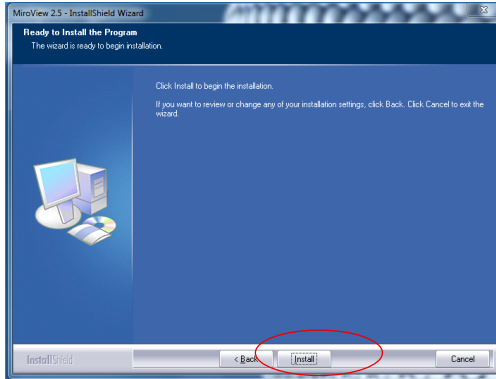 MiroView 2.5 - InstallShield Wizard
Ready to Install the Program
The wizard is ready to begin installation.
Click Install to begin the installation.
If you want to review or change any of your installation settings, click Back. Click Cancel to exit the
wizard.
InstallShield
< Back
Install
Cancel